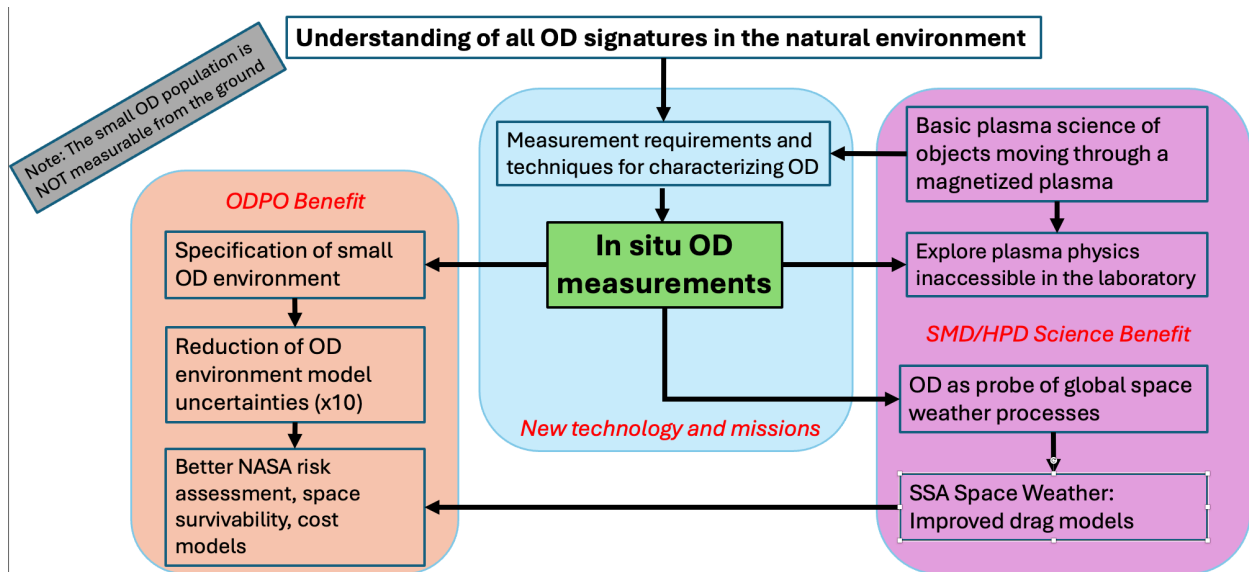 Understanding of all OD signatures in the natural environment
Note: The small OD population is
NOT measurable from the ground
Measurement requirements and
techniques for characterizing OD
Basic plasma science of
objects moving through a
magnetized plasma
ODPO Benefit
In situ OD
measurements
Specification of small
OD environment
Explore plasma physics
inaccessible in the laboratory
Reduction of OD
environment model
uncertainties (x10)
SMD/HPD Science Benefit
OD as probe of global space
weather processes
New technology and missions
Better NASA risk
assessment, space
survivability, cost
models
SSA Space Weather:
Improved drag models